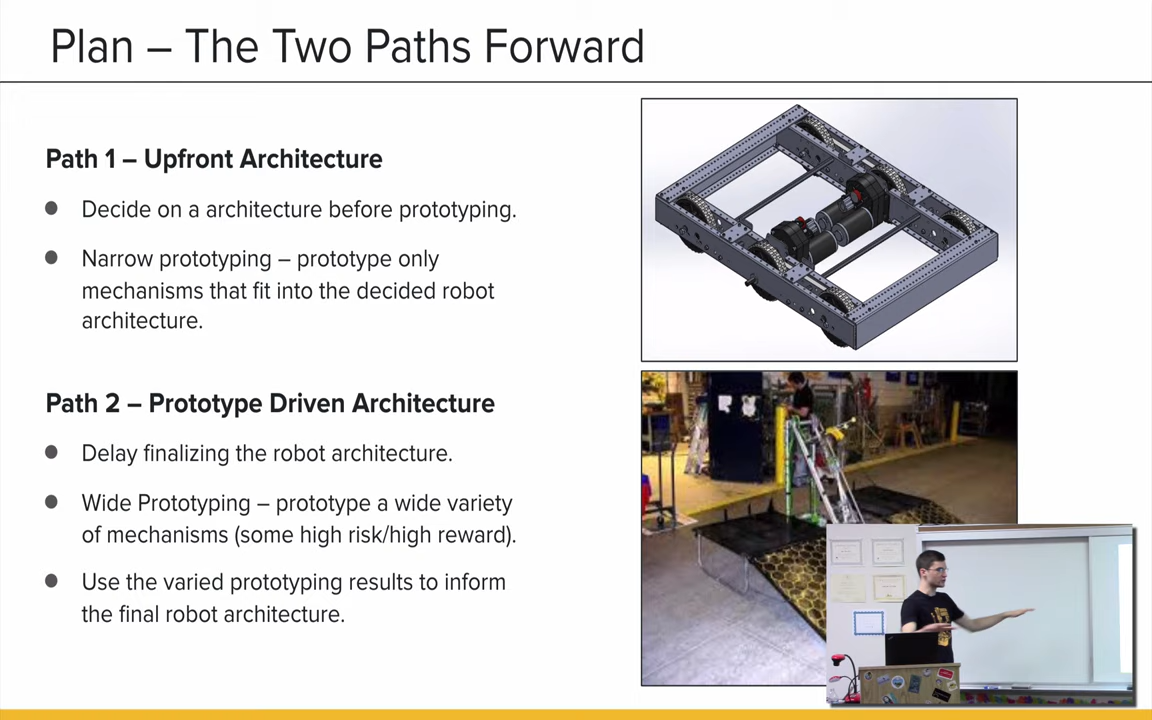 Plan – The Two Paths Forward
Path 1 – Upfront Architecture
● Decide on a architecture before prototyping.
● Narrow prototyping – prototype only
mechanisms that fit into the decided robot
architecture.
Path 2 – Prototype Driven Architecture
● Delay finalizing the robot architecture.
● Wide Prototyping – prototype a wide variety
of mechanisms (some high risk/high reward).
● Use the varied prototyping results to inform
the final robot architecture.